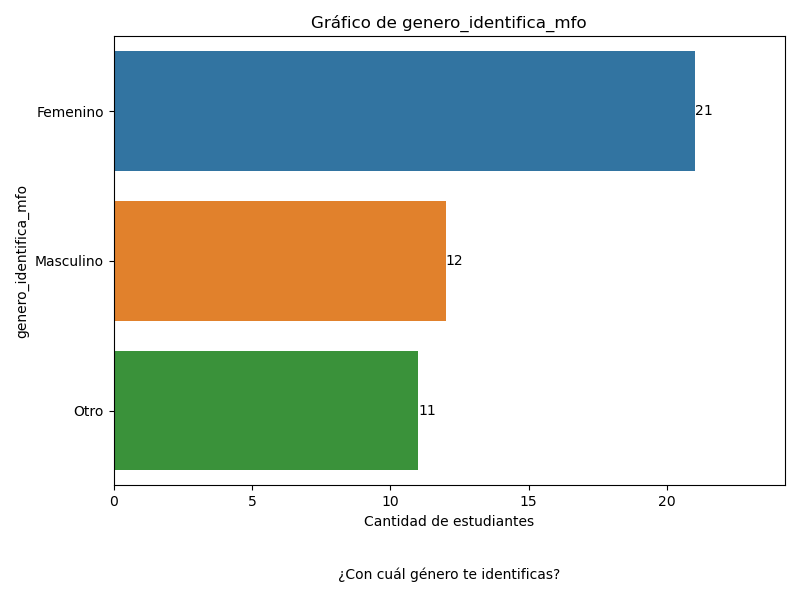 Gráfico de genero_identifica_mfo
genero_identifica_mfo
Femenino
21
Masculino
12
Otro
11
0 5 10 15 20
Cantidad de estudiantes
¿Con cuál género te identificas?